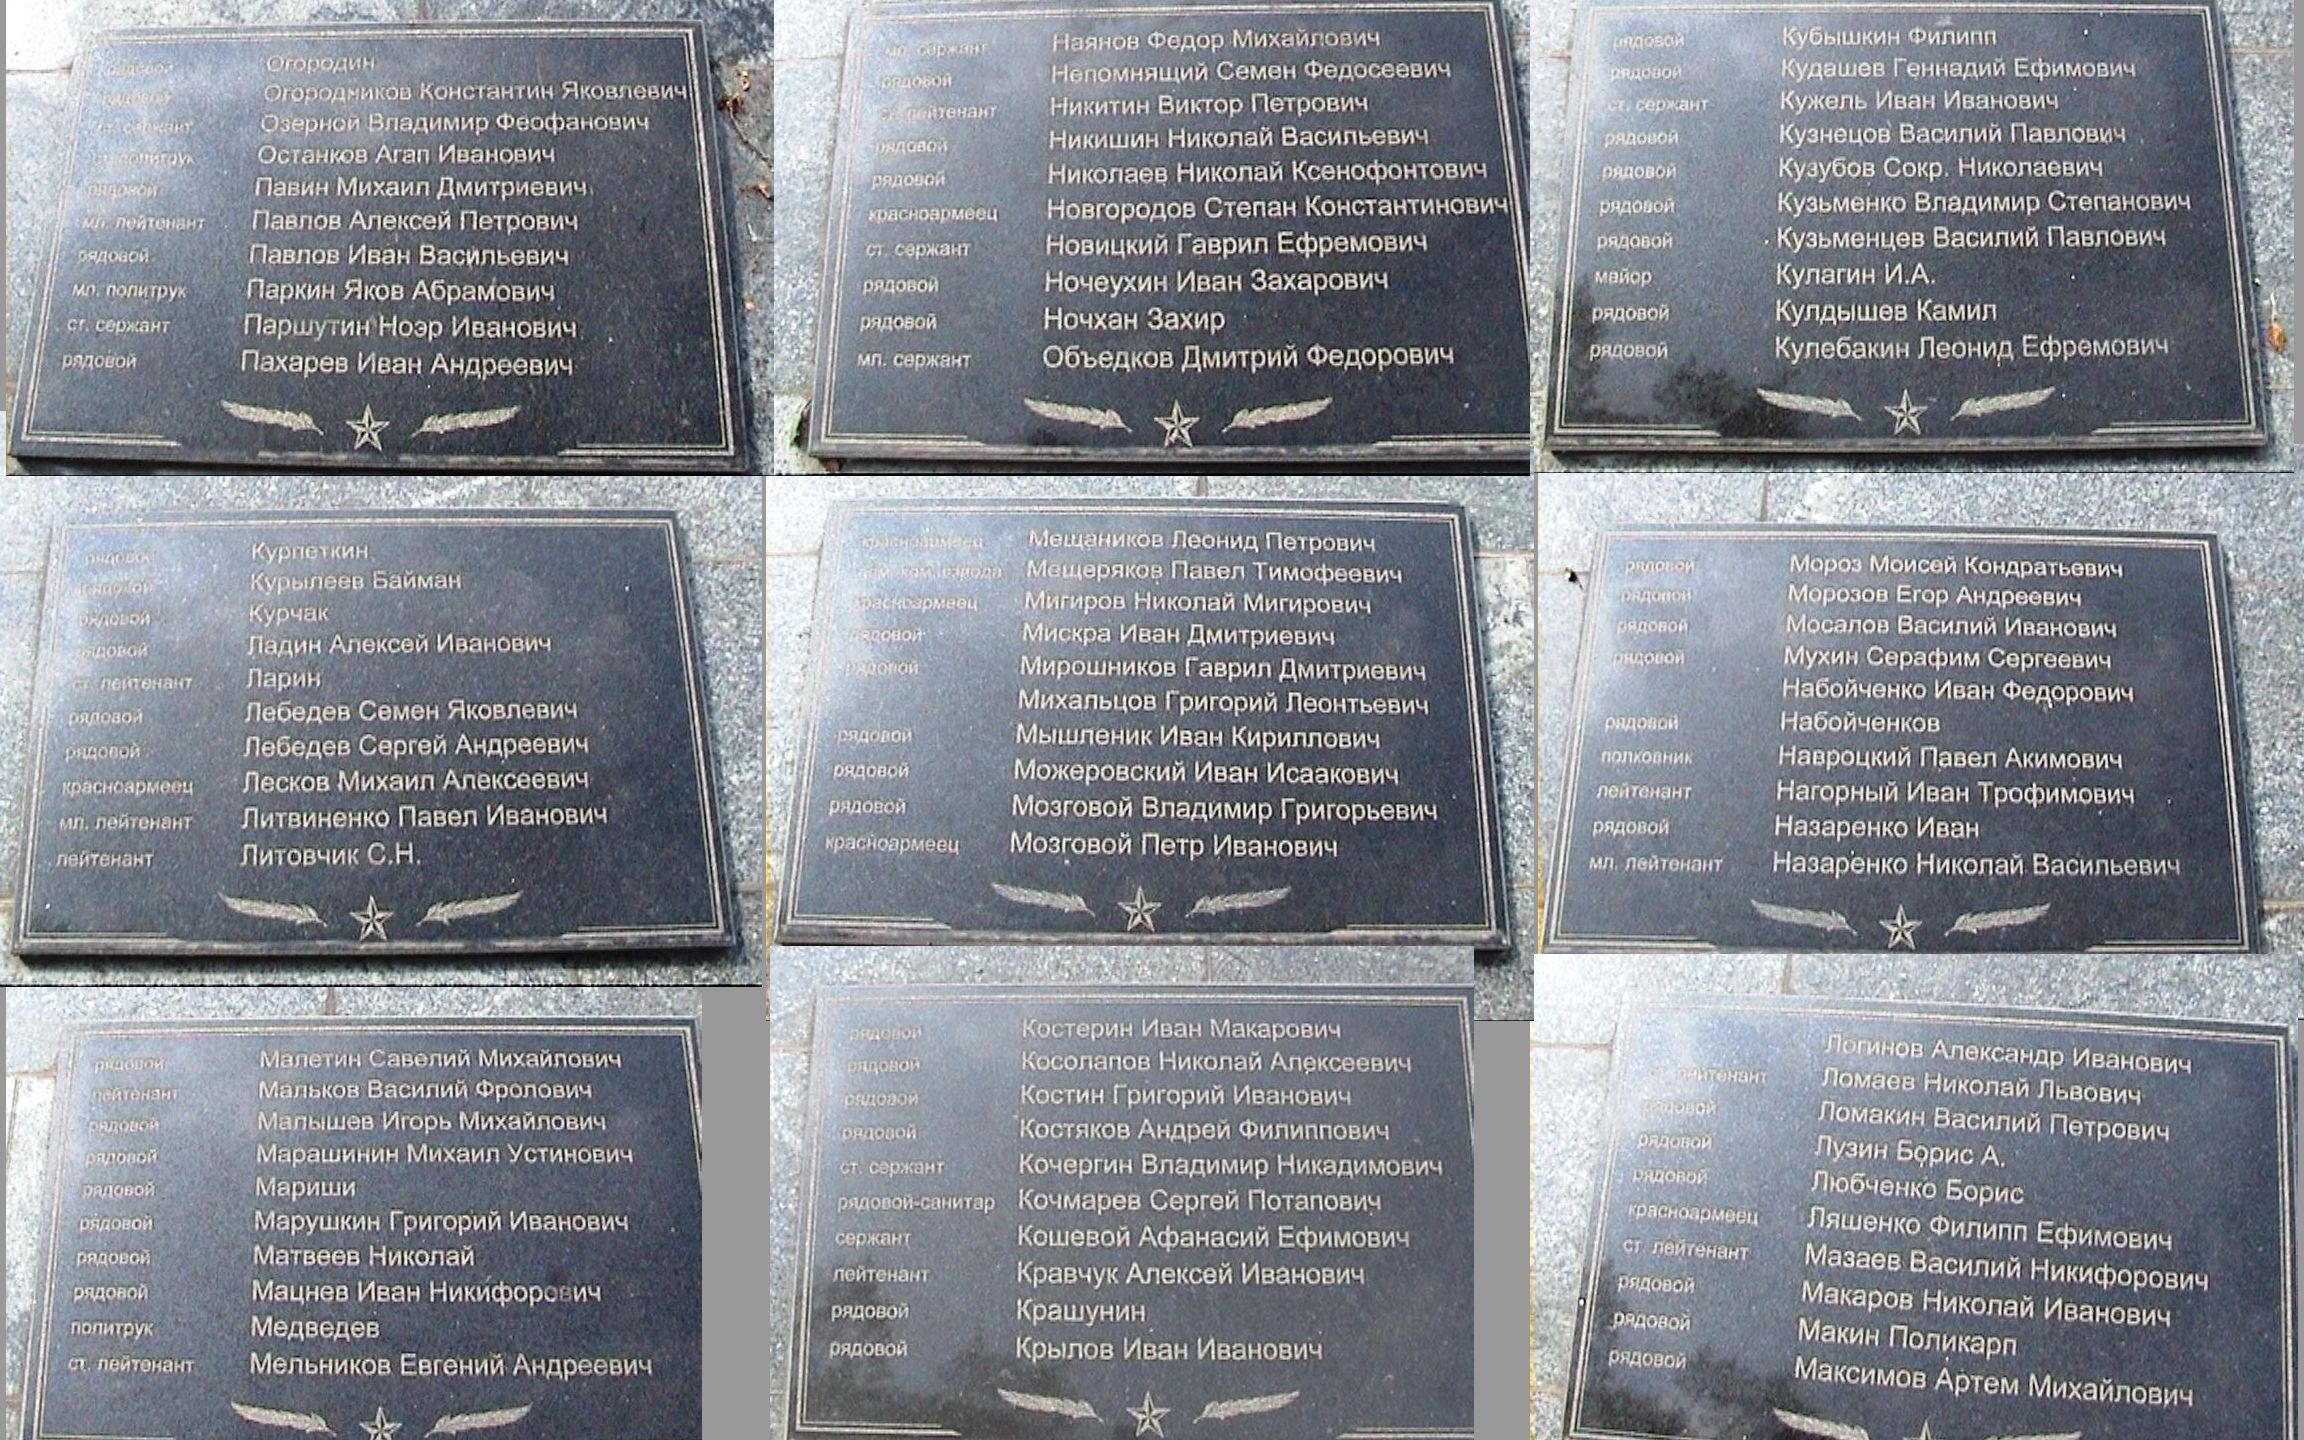 рядовой Огородин
рядовой Огородников Константин Яковлевич
ст. сержант Озерной Владимир Феофанович
ст. политрук Останков Агап Иванович
рядовой Павин Михаил Дмитриевич
мл. лейтенант Павлов Алексей Петрович
рядовой Павлов Иван Васильевич
мл. политрук Паркин Яков Абрамович
ст. сержант Паршутин Ноэр Иванович
рядовой Пахарев Иван Андреевич
мл. сержант Наянов Федор Михайлович
рядовой Непомнящий Семен Федосеевич
ст. лейтенант Никитин Виктор Петрович
рядовой Никишин Николай Васильевич
рядовой Николаев Николай Ксенофонтович
красноармеец Новгородов Степан Константинович
ст. сержант Новицкий Гаврил Ефремович
рядовой Ночеухин Иван Захарович
рядовой Ночхан Захир
мл. сержант Объедков Дмитрий Федорович
рядовой Кубышкин Филипп
рядовой Кудашев Геннадий Ефимович
ст. сержант Кужель Иван Иванович
рядовой Кузнецов Василий Павлович
рядовой Кузубов Сокр. Николаевич
рядовой Кузьменко Владимир Степанович
рядовой Кузьменцев Василий Павлович
майор Кулагин И.А.
рядовой Кулдышев Камил
рядовой Кулебакин Леонид Ефремович
рядовой Курпеткин
рядовой Курылеев Байман
рядовой Курчак
рядовой Ладин Алексей Иванович
ст. лейтенант Ларин
рядовой Лебедев Семен Яковлевич
рядовой Лебедев Сергей Андреевич
красноармеец Лесков Михаил Алексеевич
мл. лейтенант Литвиненко Павел Иванович
лейтенант Литовчик С.Н.
красноармеец Мещаников Леонид Петрович
пом. ком. взвода Мещеряков Павел Тимофеевич
красноармеец Мигиров Николай Мигирович
рядовой Мискра Иван Дмитриевич
рядовой Мирошников Гаврил Дмитриевич
Михальцов Григорий Леонтьевич
рядовой Мышленик Иван Кириллович
рядовой Можеровский Иван Исаакович
рядовой Мозговой Владимир Григорьевич
красноармеец Мозговой Петр Иванович
рядовой Мороз Моисей Кондратьевич
рядовой Морозов Егор Андреевич
рядовой Мосалов Василий Иванович
рядовой Мухин Серафим Сергеевич
Набойченко Иван Федорович
рядовой Набойченков
полковник Навроцкий Павел Акимович
лейтенант Нагорный Иван Трофимович
рядовой Назаренко Иван
мл. лейтенант Назаренко Николай Васильевич
рядовой Малетин Савелий Михайлович
лейтенант Мальков Василий Фролович
рядовой Малышев Игорь Михайлович
рядовой Марашинин Михаил Устинович
рядовой Мариши
рядовой Марушкин Григорий Иванович
рядовой Матвеев Николай
рядовой Мацнев Иван Никифорович
политрук Медведев
ст. лейтенант Мельников Евгений Андреевич
рядовой Костерин Иван Макарович
рядовой Косолапов Николай Алексеевич
рядовой Костин Григорий Иванович
рядовой Костяков Андрей Филиппович
ст. сержант Кочергин Владимир Никадимович
рядовой-санитар Кочмарев Сергей Потапович
сержант Кошевой Афанасий Ефимович
лейтенант Кравчук Алексей Иванович
рядовой Крашунин
рядовой Крылов Иван Иванович
Логинов Александр Иванович
лейтенант Ломаев Николай Львович
рядовой Ломакин Василий Петрович
рядовой Лузин Борис А.
рядовой Любченко Борис
красноармеец Ляшенко Филипп Ефимович
ст. лейтенант Мазаев Василий Никифорович
рядовой Макаров Николай Иванович
рядовой Макин Поликарп
рядовой Максимов Артем Михайлович